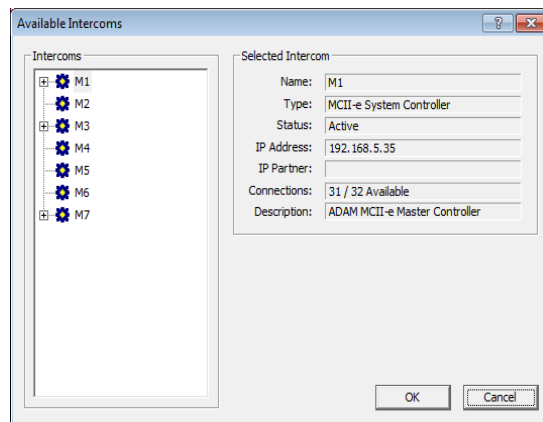 Available Intercoms
Intercoms
M1
M2
M3
M4
M5
M6
M7
Selected Intercom
Name: M1
Type: MCII-e System Controller
Status: Active
IP Address: 192.168.5.35
IP Partner:
Connections: 31 / 32 Available
Description: ADAM MCII-e Master Controller
OK Cancel